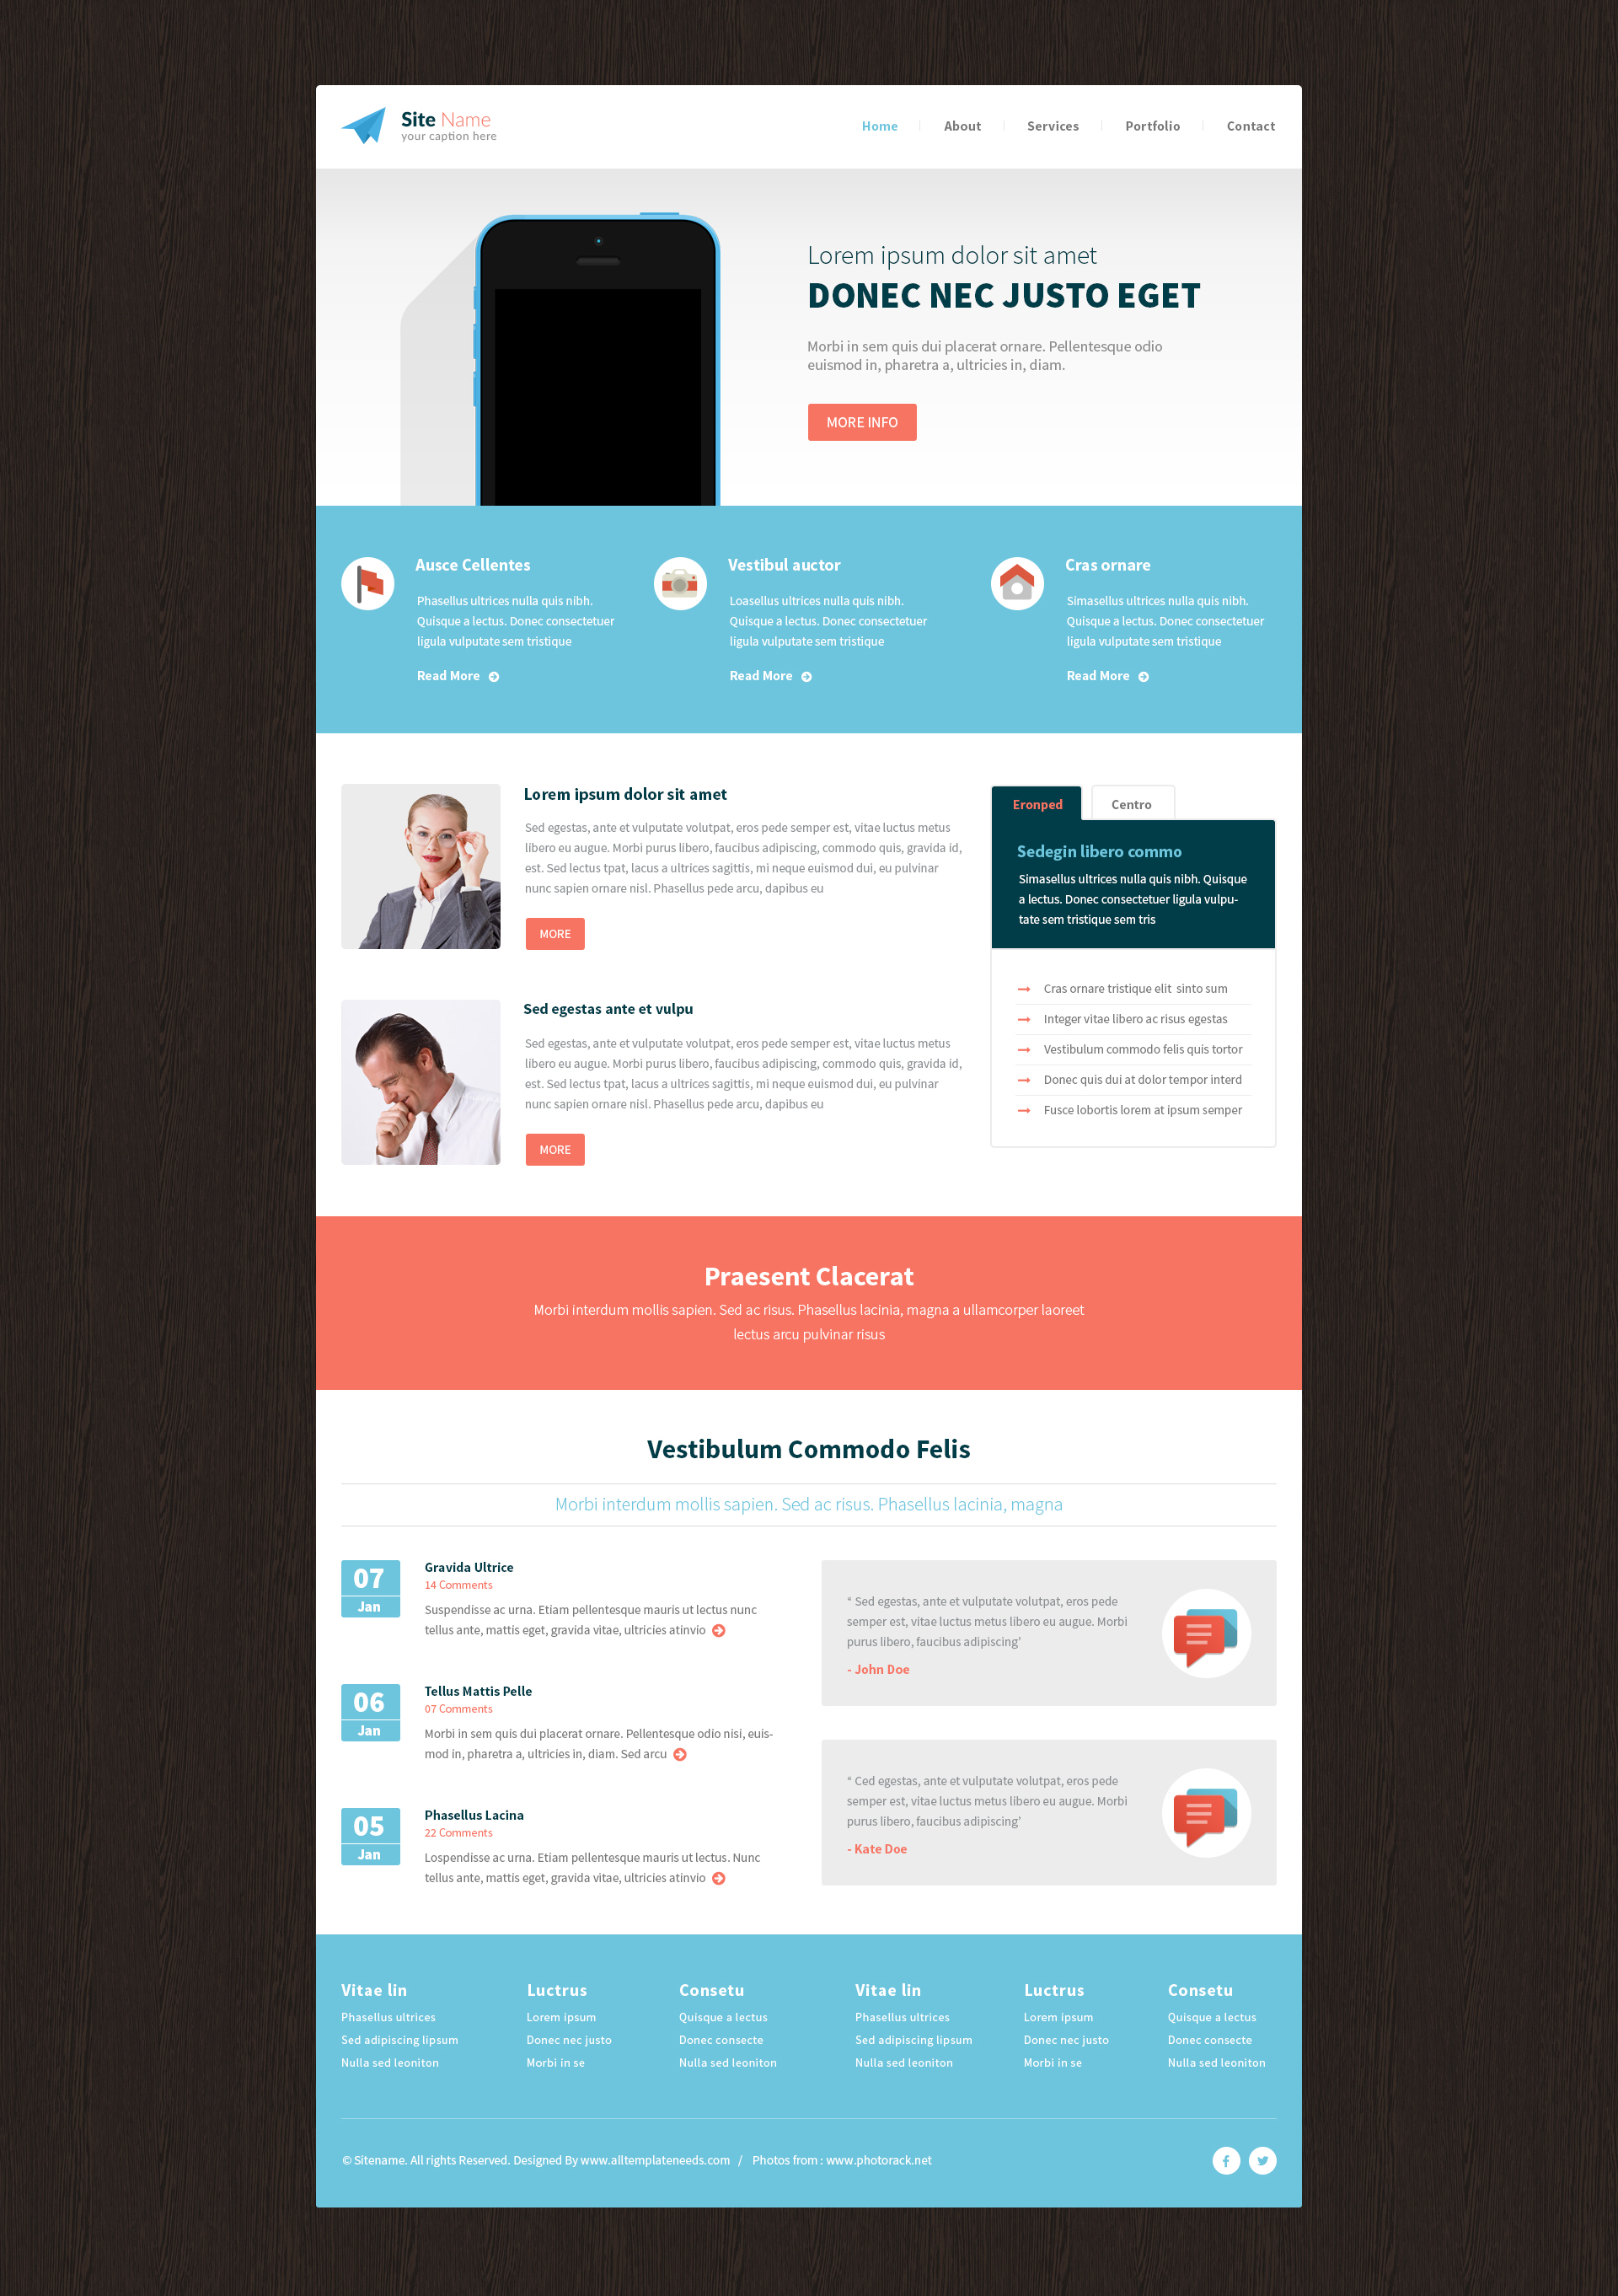 Site Name
your caption here
Home
About
Services
Portfolio
Contact
Lorem ipsum dolor sit amet
DONEC NEC JUSTO EGET
Morbi in sem quis dui placerat ornare. Pellentesque odio
euismod in, pharetra a, ultricies in, diam.
MORE INFO
Ausce Cellentes
Phasellus ultrices nulla quis nibh.
Quisque a lectus. Donec consectetuer
ligula vulputate sem tristique
Read More
Vestibul auctor
Loasellus ultrices nulla quis nibh.
Quisque a lectus. Donec consectetuer
ligula vulputate sem tristique
Read More
Cras ornare
Simasellus ultrices nulla quis nibh.
Quisque a lectus. Donec consectetuer
ligula vulputate sem tristique
Read More
Lorem ipsum dolor sit amet
Sed egestas, ante et vulputate volutpat, eros pede semper est, vitae luctus metus
libero eu augue. Morbi purus libero, faucibus adipiscing, commodo quis, gravida id,
est. Sed lectus tpat, lacus a ultrices sagittis, mi neque euismod dui, eu pulvinar
nunc sapien ornare nisl. Phasellus pede arcu, dapibus eu
MORE
Sed egestas ante et vulpu
Sed egestas, ante et vulputate volutpat, eros pede semper est, vitae luctus metus
libero eu augue. Morbi purus libero, faucibus adipiscing, commodo quis, gravida id,
est. Sed lectus tpat, lacus a ultrices sagittis, mi neque euismod dui, eu pulvinar
nunc sapien ornare nisl. Phasellus pede arcu, dapibus eu
MORE
Eronped
Centro
Sedegin libero commo
Simasellus ultrices nulla quis nibh. Quisque
a lectus. Donec consectetuer ligula vulpu-
tate sem tristique sem tris
Cras ornare tristique elit sinto sum
Integer vitae libero ac risus egestas
Vestibulum commodo felis quis tortor
Donec quis dui at dolor tempor interd
Fusce lobortis lorem at ipsum semper
Praesent Clacerat
Morbi interdum mollis sapien. Sed ac risus. Phasellus lacinia, magna a ullamcorper laoreet
lectus arcu pulvinar risus
Vestibulum Commodo Felis
Morbi interdum mollis sapien. Sed ac risus. Phasellus lacinia, magna
07
Jan
Gravida Ultrice
14 Comments
Suspendisse ac urna. Etiam pellentesque mauris ut lectus nunc
tellus ante, mattis eget, gravida vitae, ultricies atinvio
06
Jan
Tellus Mattis Pelle
07 Comments
Morbi in sem quis dui placerat ornare. Pellentesque odio nisi, euis-
mod in, pharetra a, ultricies in, diam. Sed arcu
05
Jan
Phasellus Lacina
22 Comments
Lospendisse ac urna. Etiam pellentesque mauris ut lectus. Nunc
tellus ante, mattis eget, gravida vitae, ultricies atinvio
“ Sed egestas, ante et vulputate volutpat, eros pede
semper est, vitae luctus metus libero eu augue. Morbi
purus libero, faucibus adipiscing’
- John Doe
“ Ced egestas, ante et vulputate volutpat, eros pede
semper est, vitae luctus metus libero eu augue. Morbi
purus libero, faucibus adipiscing’
- Kate Doe
Vitae lin
Phasellus ultrices
Sed adipiscing lipsum
Nulla sed leoniton
Luctrus
Lorem ipsum
Donec nec justo
Morbi in se
Consetu
Quisque a lectus
Donec consecte
Nulla sed leoniton
Vitae lin
Phasellus ultrices
Sed adipiscing lipsum
Nulla sed leoniton
Luctrus
Lorem ipsum
Donec nec justo
Morbi in se
Consetu
Quisque a lectus
Donec consecte
Nulla sed leoniton
© Sitename. All rights Reserved. Designed By www.alltemplateneeds.com / Photos from : www.photorack.net